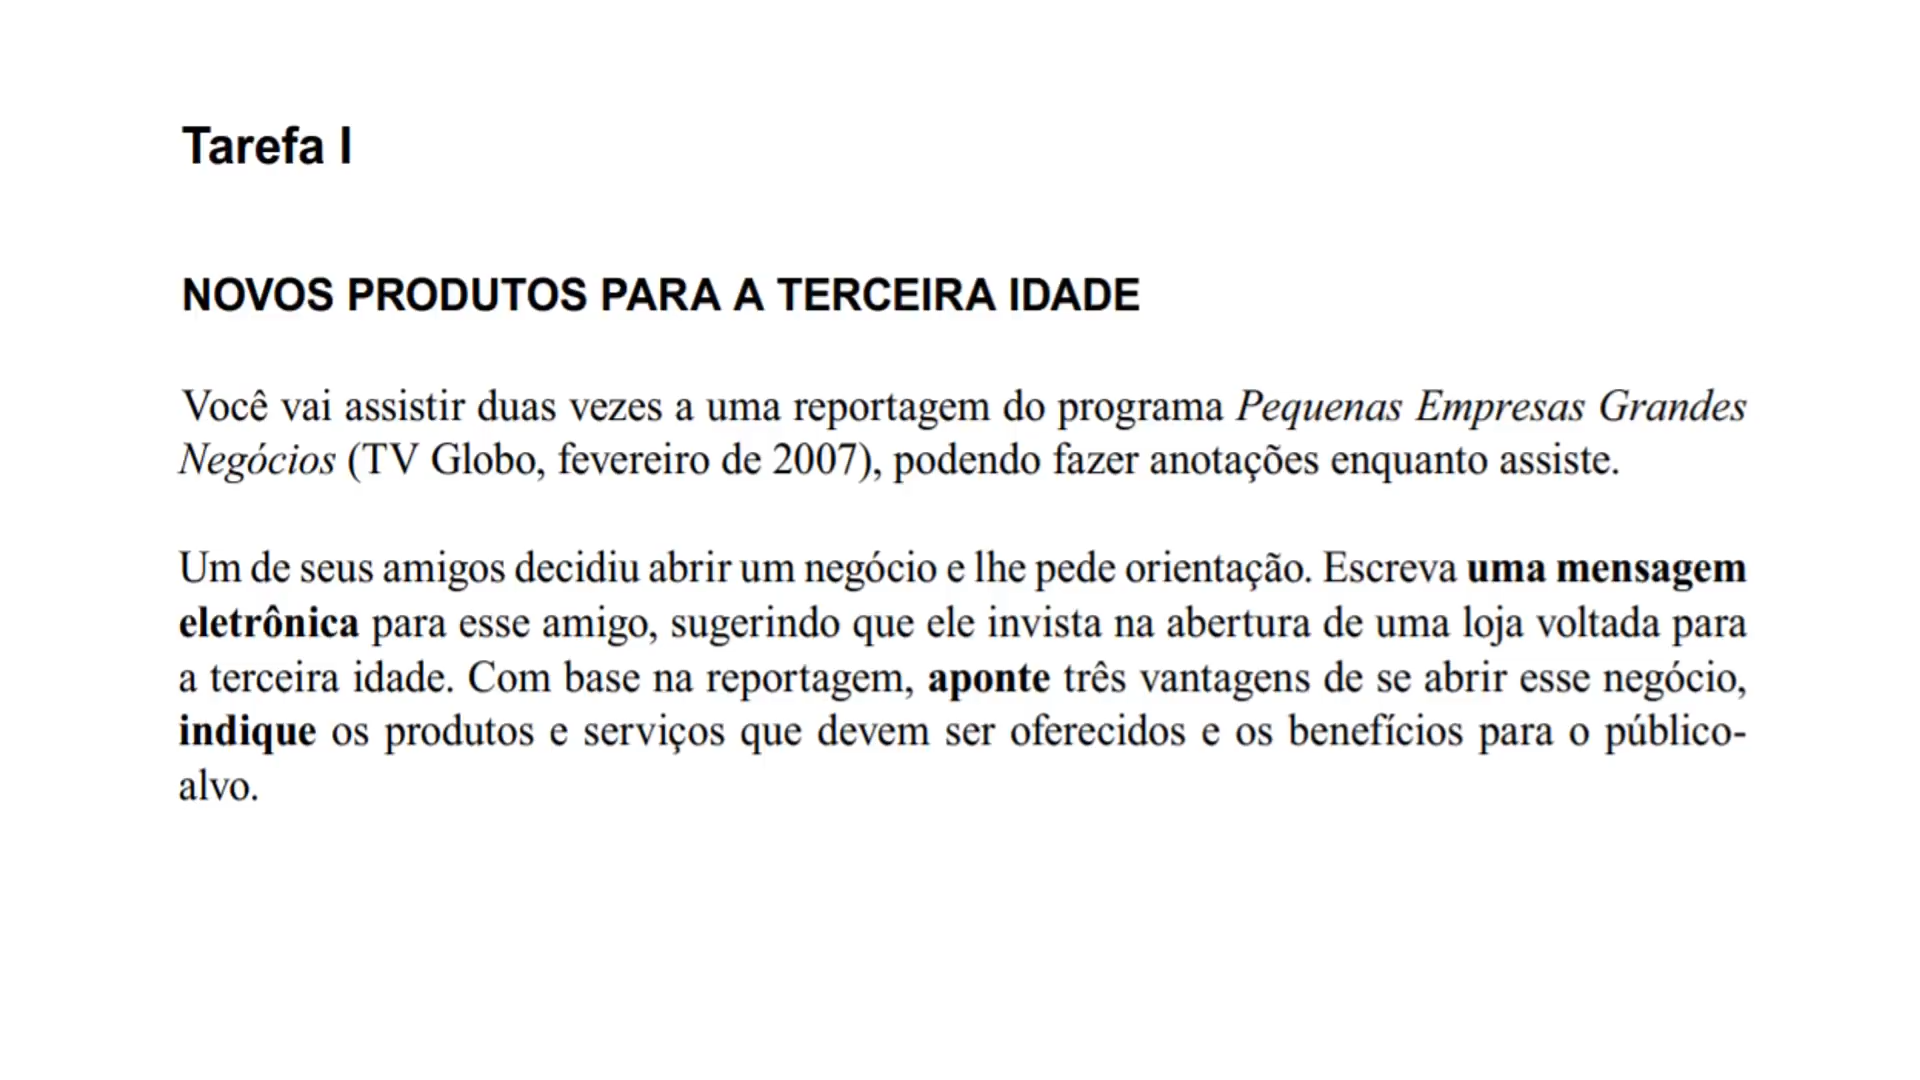 Tarefa I
NOVOS PRODUTOS PARA A TERCEIRA IDADE
Você vai assistir duas vezes a uma reportagem do programa Pequenas Empresas Grandes
Negócios (TV Globo, fevereiro de 2007), podendo fazer anotações enquanto assiste.
Um de seus amigos decidiu abrir um negócio e lhe pede orientação. Escreva uma mensagem
eletrônica para esse amigo, sugerindo que ele invista na abertura de uma loja voltada para
a terceira idade. Com base na reportagem, aponte três vantagens de se abrir esse negócio,
indique os produtos e serviços que devem ser oferecidos e os benefícios para o público-
alvo.